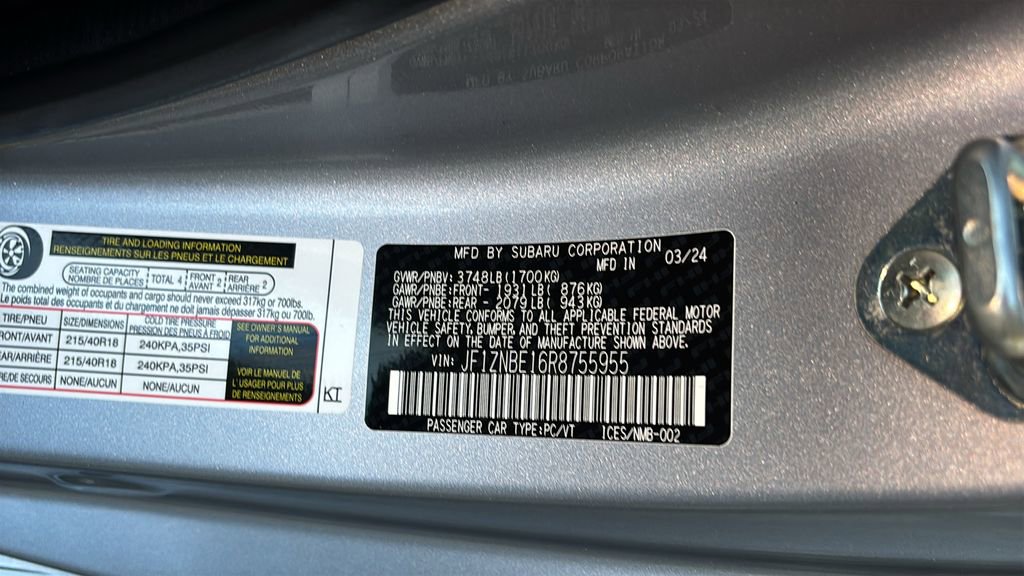 TIRE AND LOADING INFORMATION
RENSEIGNEMENTS SUR LES PNEUS ET LE CHARGEMENT
SEATING CAPACITY
NOMBRE DE PLACES
TOTAL 4
FRONT 2
AVANT
REAR 2
ARRIÈRE
The combined weight of occupants and cargo should never exceed 317kg or 700lbs.
Le poids total des occupants et du chargement ne doit jamais dépasser 317kg ou 700lb.
TIRE/PNEU
SIZE/DIMENSIONS
COLD TIRE PRESSURE
PRESSION DES PNEUS À FROID
FRONT/AVANT
215/40R18
240KPA,35PSI
215/40R18
240KPA,35PSI
NONE/AUCUN
NONE/AUCUN
SEE OWNER'S MANUAL
FOR ADDITIONAL
INFORMATION
VOIR LE MANUEL DE
L' USAGER POUR PLUS
DE RENSEIGNEMENTS
KT
MFD BY SUBARU CORPORATION
MFD IN 03/24
GVWR/PNBV: 3748LB(1700KG)
GAWR/PNBE:FRONT- 1931LB( 876KG)
GAWR/PNBE:REAR - 2079LB( 943KG)
THIS VEHICLE CONFORMS TO ALL APPLICABLE FEDERAL MOTOR
VEHICLE SAFETY, BUMPER, AND THEFT PREVENTION STANDARDS
IN EFFECT ON THE DATE OF MANUFACTURE SHOWN ABOVE.
VIN: JF1ZNBE16R8755955
PASSENGER CAR TYPE:PC/VT ICES/NMB-002